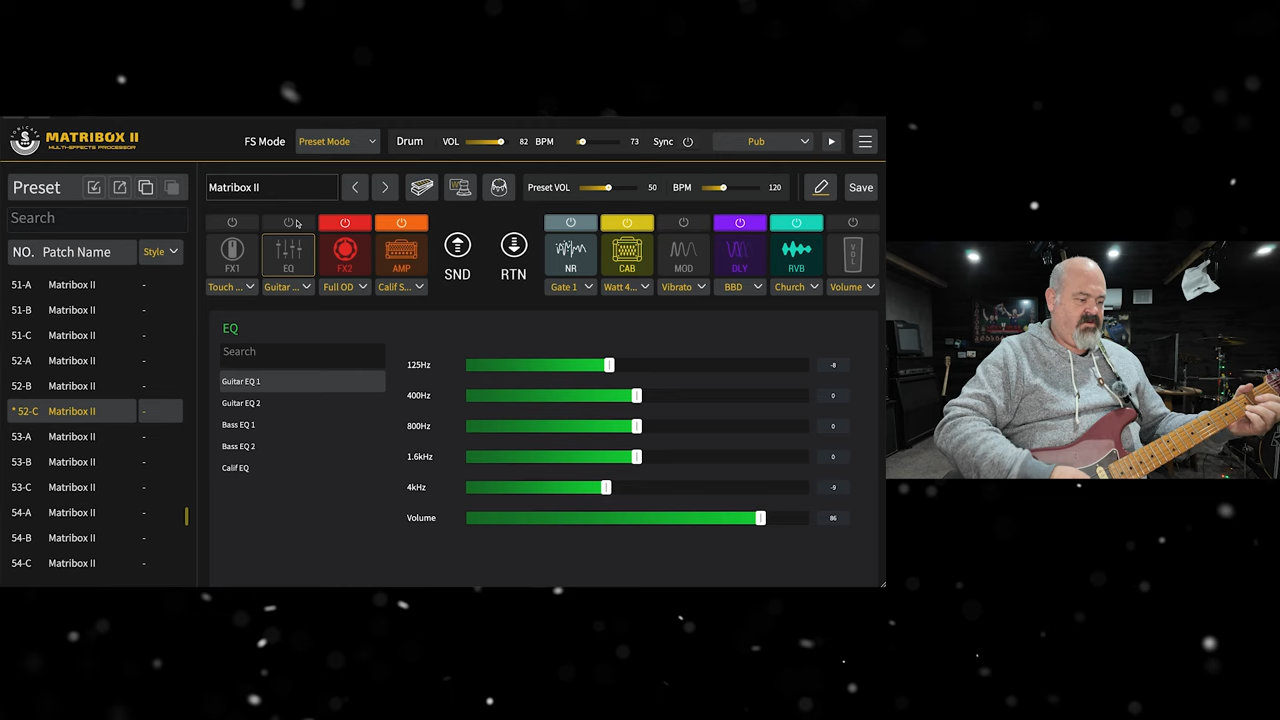 MATRIBOX II
MULTI-EFFECTS PROCESSOR
FS Mode Preset Mode Drum VOL 82 BPM 73 Sync Pub
Preset
Matribox II
Preset VOL 50 BPM 120 Save
Search
NO. Patch Name Style
FX1 EQ FX2 AMP SND RTN NR CAB MOD DLY RVB VOL
Touch ... Guitar ... Full OD Calif S... Gate 1 Watt 4... Vibrato BBD Church Volume
51-A Matribox II -
51-B Matribox II -
51-C Matribox II -
52-A Matribox II -
52-B Matribox II -
* 52-C Matribox II -
53-A Matribox II -
53-B Matribox II -
53-C Matribox II -
54-A Matribox II -
54-B Matribox II -
54-C Matribox II -
EQ
Search
Guitar EQ 1
Guitar EQ 2
Bass EQ 1
Bass EQ 2
Calif EQ
125Hz -8
400Hz 0
800Hz 0
1.6kHz 0
4kHz -9
Volume 86